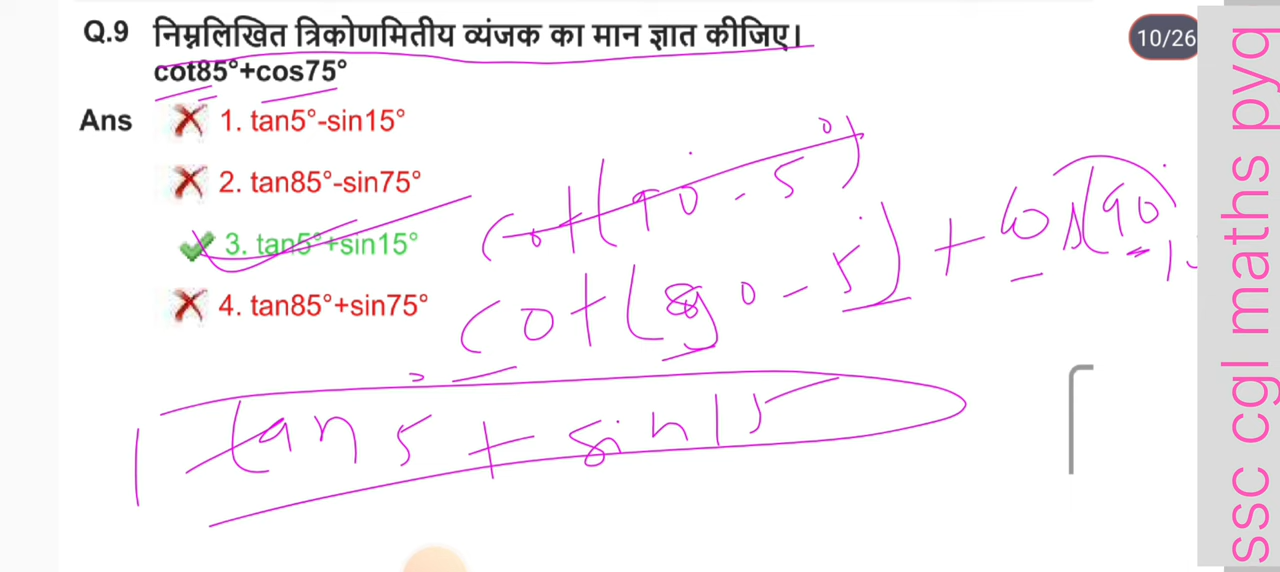 Q.9 निम्नलिखित त्रिकोणमितीय व्यंजक का मान ज्ञात कीजिए।
10/26
cot85°+cos75°
Ans
1. tan5°-sin15°
2. tan85°-sin75°
3. tan5°+sin15°
4. tan85°+sin75°
cot(90-5°)
cot(90-5)+cos(90
tan5+sin15
ssc cgl maths pyq